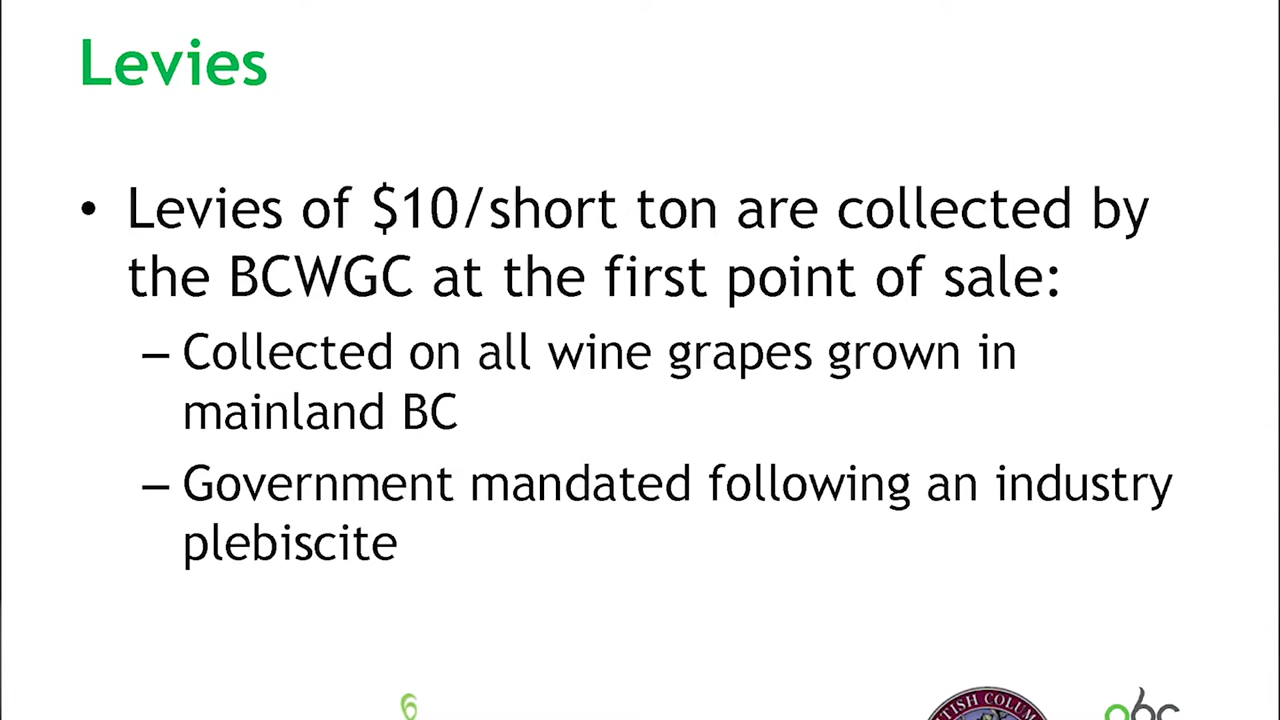 Levies
• Levies of $10/short ton are collected by
the BCWGC at the first point of sale:
– Collected on all wine grapes grown in
mainland BC
– Government mandated following an industry
plebiscite
6